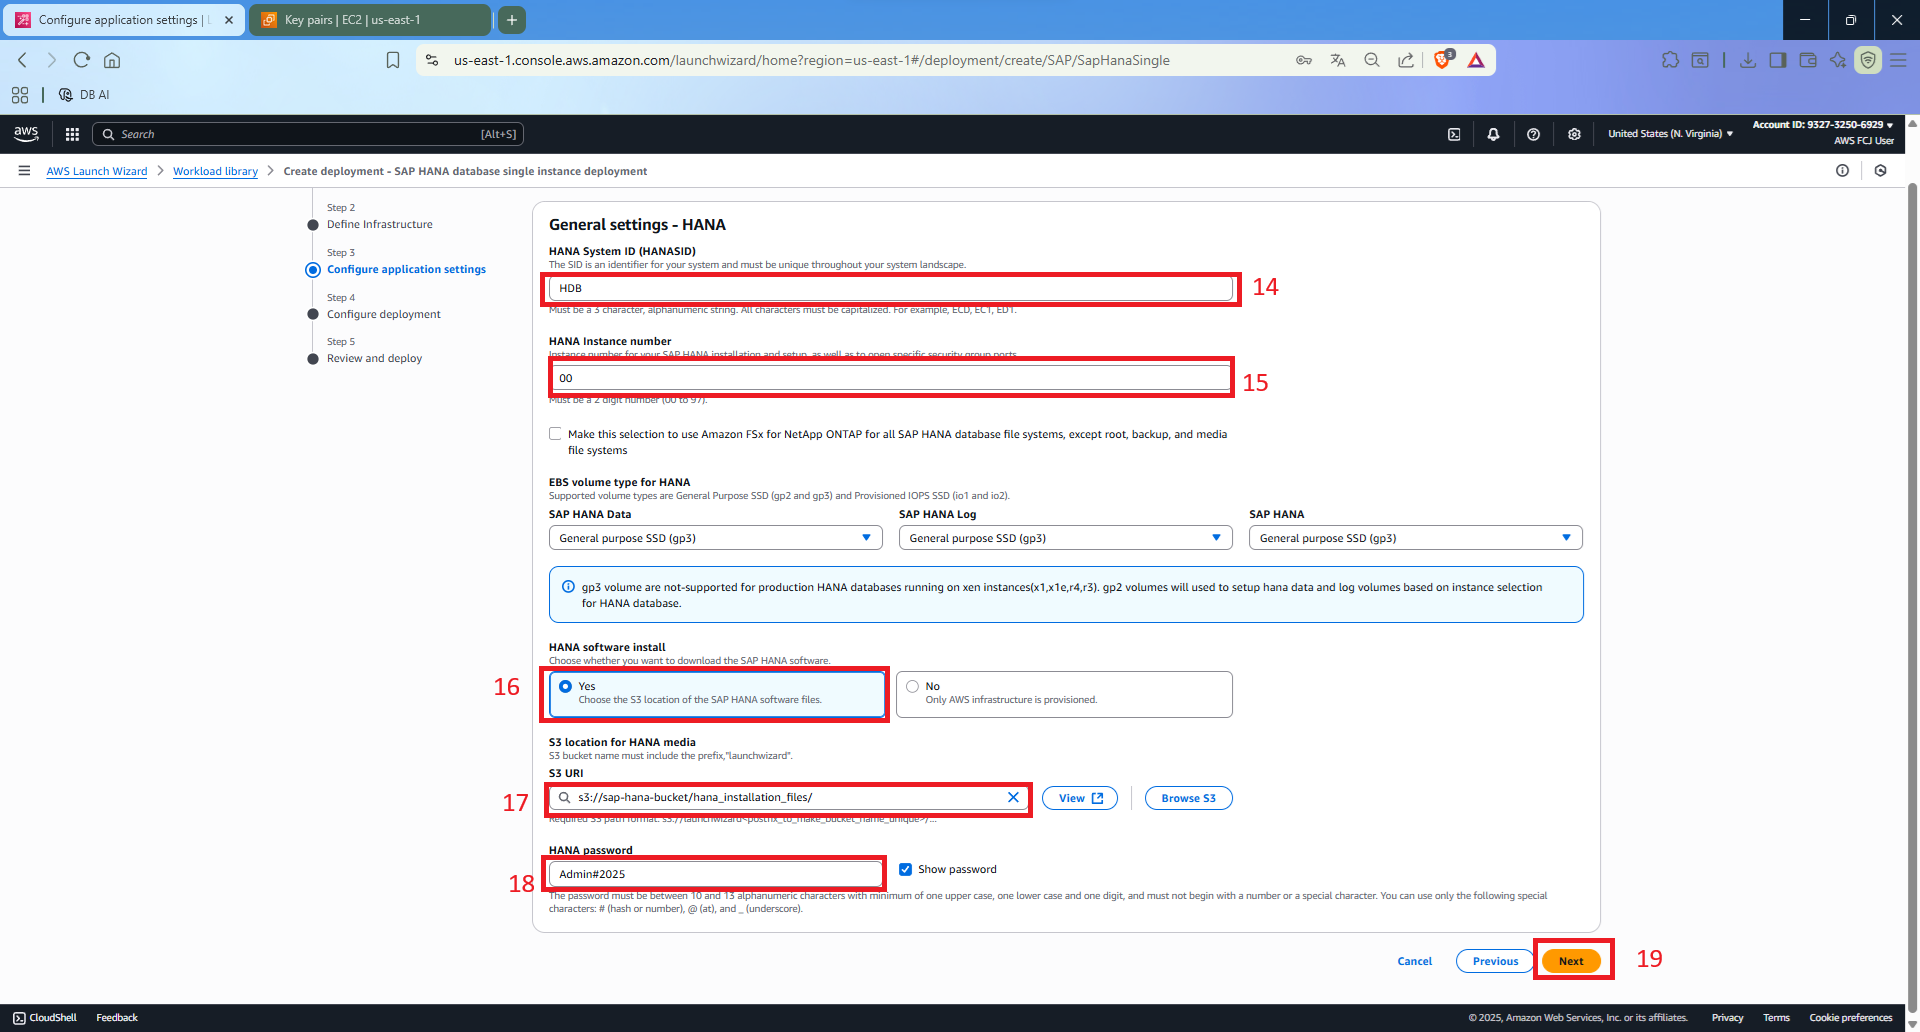 Configure application settings | L
Key pairs | EC2 | us-east-1
us-east-1.console.aws.amazon.com/launchwizard/home?region=us-east-1#/deployment/create/SAP/SapHanaSingle
3
DB AI
aws
Search
[Alt+S]
United States (N. Virginia)
Account ID: 9327-3250-6929
AWS FCJ User
AWS Launch Wizard
Workload library
Create deployment - SAP HANA database single instance deployment
Step 2
Define Infrastructure
Step 3
Configure application settings
Step 4
Configure deployment
Step 5
Review and deploy
General settings - HANA
HANA System ID (HANASID)
The SID is an identifier for your system and must be unique throughout your system landscape.
HDB
14
Must be a 3 character, alphanumeric string. All characters must be capitalized. For example, ECD, EC1, ED1.
HANA Instance number
Instance number for your SAP HANA installation and setup, as well as to open specific security group ports.
00
15
Must be a 2 digit number (00 to 97).
Make this selection to use Amazon FSx for NetApp ONTAP for all SAP HANA database file systems, except root, backup, and media
file systems
EBS volume type for HANA
Supported volume types are General Purpose SSD (gp2 and gp3) and Provisioned IOPS SSD (io1 and io2).
SAP HANA Data
SAP HANA Log
SAP HANA
General purpose SSD (gp3)
General purpose SSD (gp3)
General purpose SSD (gp3)
gp3 volume are not-supported for production HANA databases running on xen instances(x1,x1e,r4,r3). gp2 volumes will used to setup hana data and log volumes based on instance selection
for HANA database.
HANA software install
Choose whether you want to download the SAP HANA software.
16
Yes
Choose the S3 location of the SAP HANA software files.
No
Only AWS infrastructure is provisioned.
S3 location for HANA media
S3 bucket name must include the prefix,"launchwizard".
S3 URI
17
s3://sap-hana-bucket/hana_installation_files/
View
Browse S3
Required S3 path format: s3://launchwizard<postfix_to_make_bucket_name_unique>/...
HANA password
18
Admin#2025
Show password
The password must be between 10 and 13 alphanumeric characters with minimum of one upper case, one lower case and one digit, and must not begin with a number or a special character. You can use only the following special
characters: # (hash or number), @ (at), and _ (underscore).
Cancel
Previous
Next
19
CloudShell
Feedback
© 2025, Amazon Web Services, Inc. or its affiliates.
Privacy
Terms
Cookie preferences